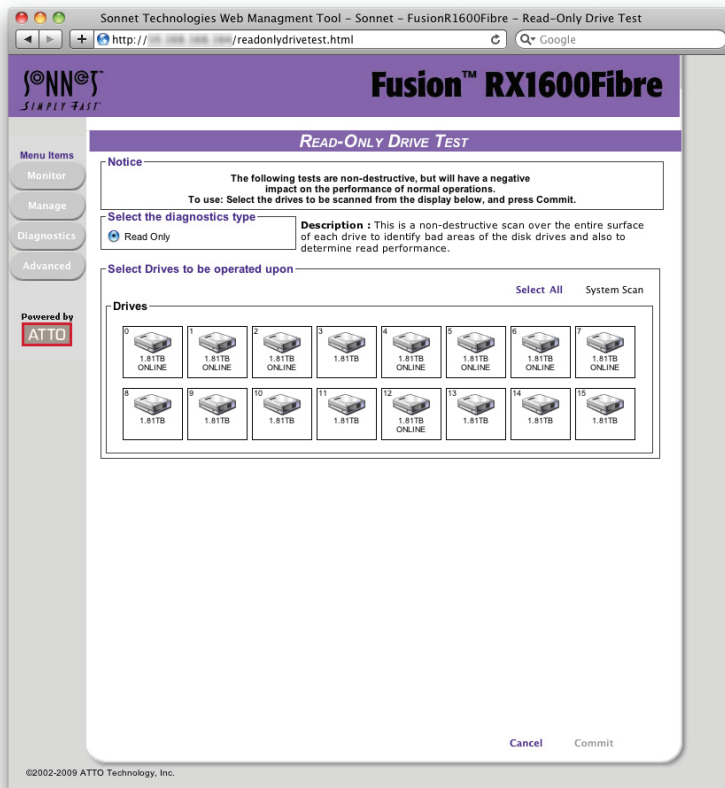 Sonnet Technologies Web Managment Tool – Sonnet – FusionR1600Fibre – Read-Only Drive Test
http:// /readonlydrivetest.html
Google
SONNET™
SIMPLY FAST
Fusion™ RX1600Fibre
READ-ONLY DRIVE TEST
Menu Items
Monitor
Manage
Diagnostics
Advanced
Powered by
ATTO
Notice
The following tests are non-destructive, but will have a negative
impact on the performance of normal operations.
To use: Select the drives to be scanned from the display below, and press Commit.
Select the diagnostics type
Read Only
Description : This is a non-destructive scan over the entire surface
of each drive to identify bad areas of the disk drives and also to
determine read performance.
Select Drives to be operated upon
Select All System Scan
Drives
0 1 2 3 4 5 6 7
1.81TB 1.81TB 1.81TB 1.81TB 1.81TB 1.81TB 1.81TB 1.81TB
ONLINE ONLINE ONLINE ONLINE ONLINE ONLINE ONLINE
8 9 10 11 12 13 14 15
1.81TB 1.81TB 1.81TB 1.81TB 1.81TB 1.81TB 1.81TB 1.81TB
ONLINE
Cancel Commit
©2002-2009 ATTO Technology, Inc.